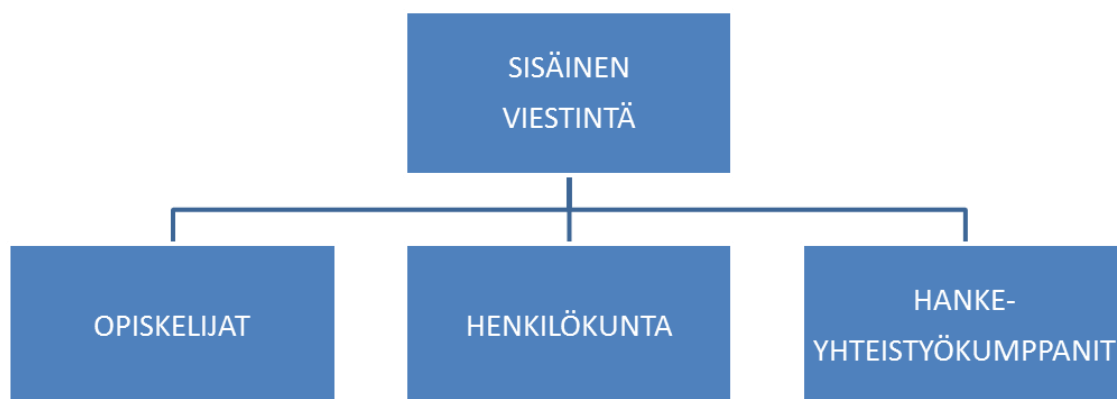 SISÄINEN
VIESTINTÄ
OPISKELIJAT
HENKILÖKUNTA
HANKE-
YHTEISTYÖKUMPPANIT